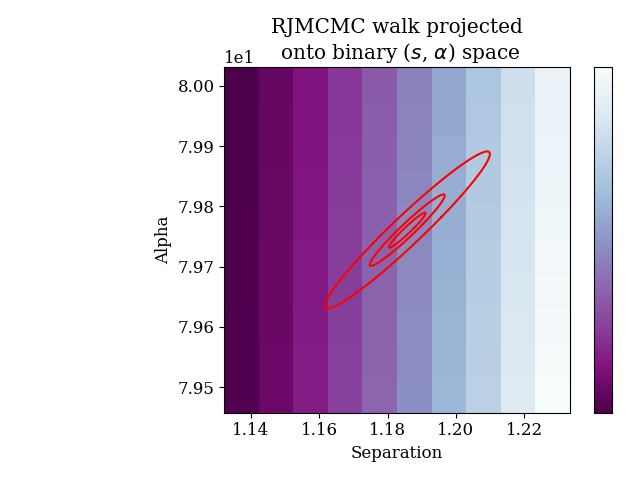 RJMCMC walk projected
onto binary (s, α) space
1e1
8.00
7.99
7.98
7.97
7.96
7.95
Alpha
1.14 1.16 1.18 1.20 1.22
Separation